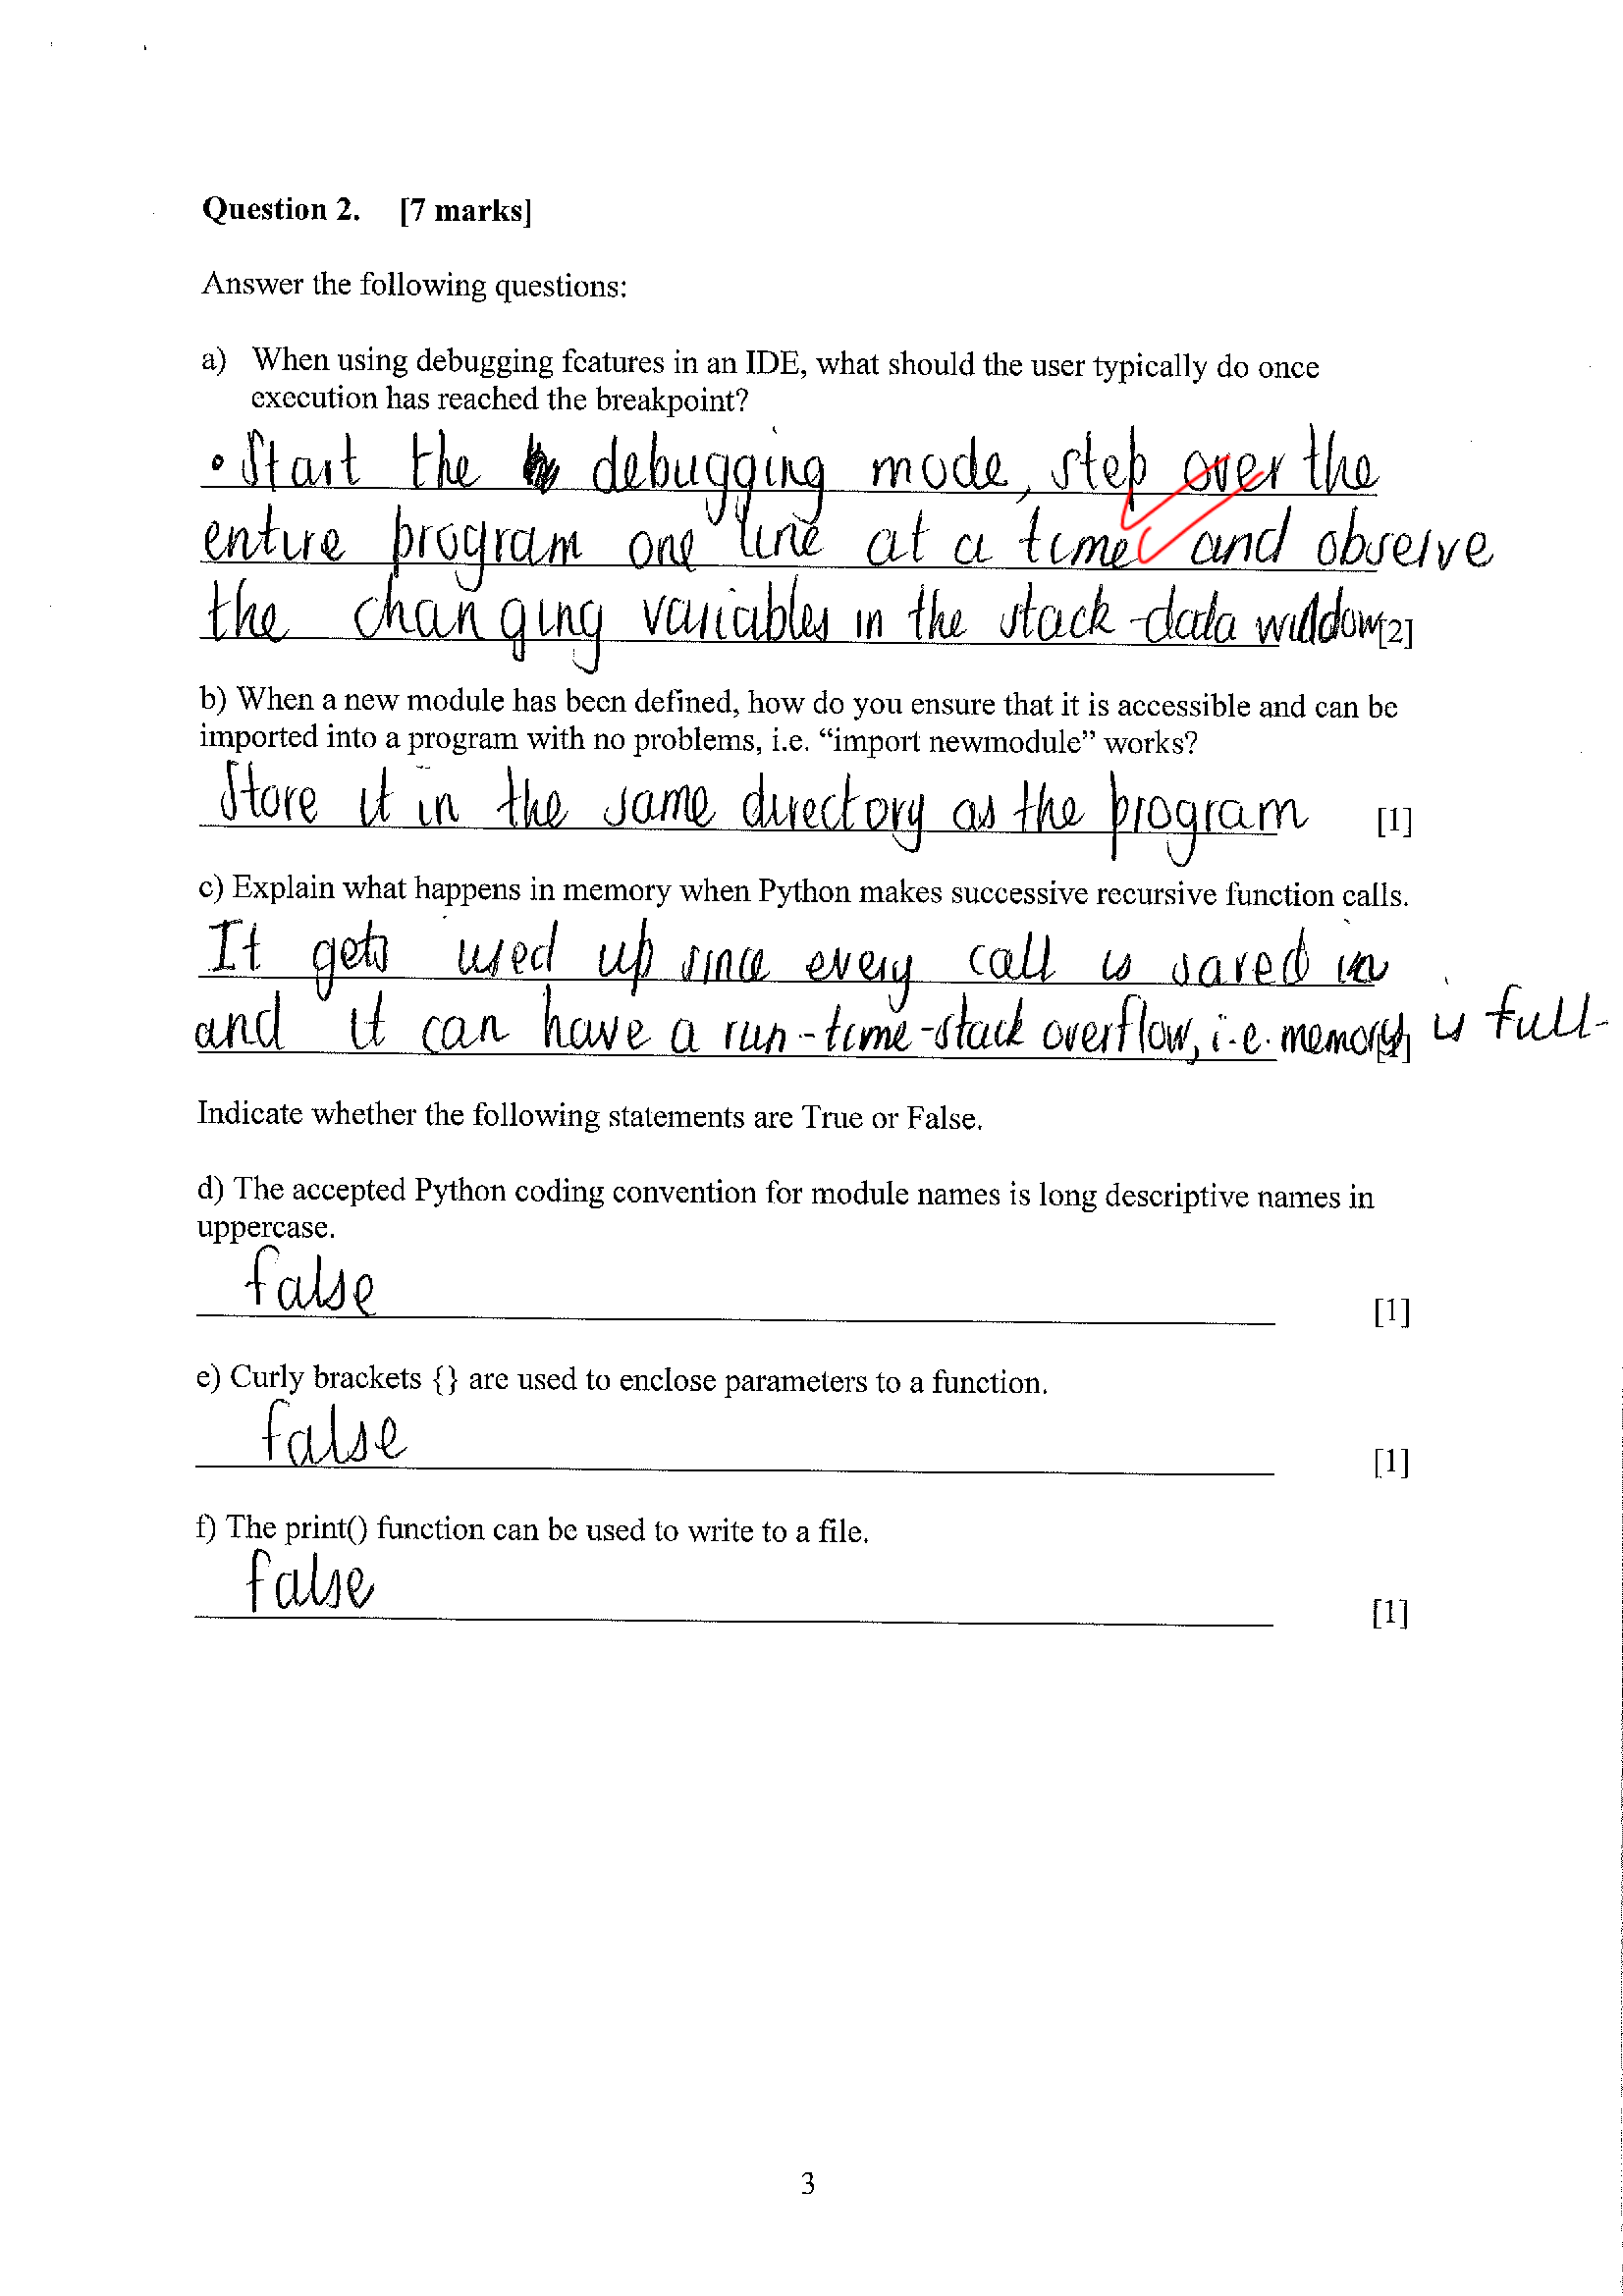 Question 2. [7 marks]
Answer the following questions:
a) When using debugging features in an IDE, what should the user typically do once
execution has reached the breakpoint?
• Start the debugging mode, step over the
entire program one line at a time and observe
the changing variables in the stack-data window [2]
b) When a new module has been defined, how do you ensure that it is accessible and can be
imported into a program with no problems, i.e. “import newmodule” works?
Store it in the same directory as the program [1]
c) Explain what happens in memory when Python makes successive recursive function calls.
It gets used up since every call is saved in
and it can have a run-time-stack overflow, i.e. memory is full.
Indicate whether the following statements are True or False.
d) The accepted Python coding convention for module names is long descriptive names in
uppercase.
false [1]
e) Curly brackets {} are used to enclose parameters to a function.
false [1]
f) The print() function can be used to write to a file.
false [1]
3